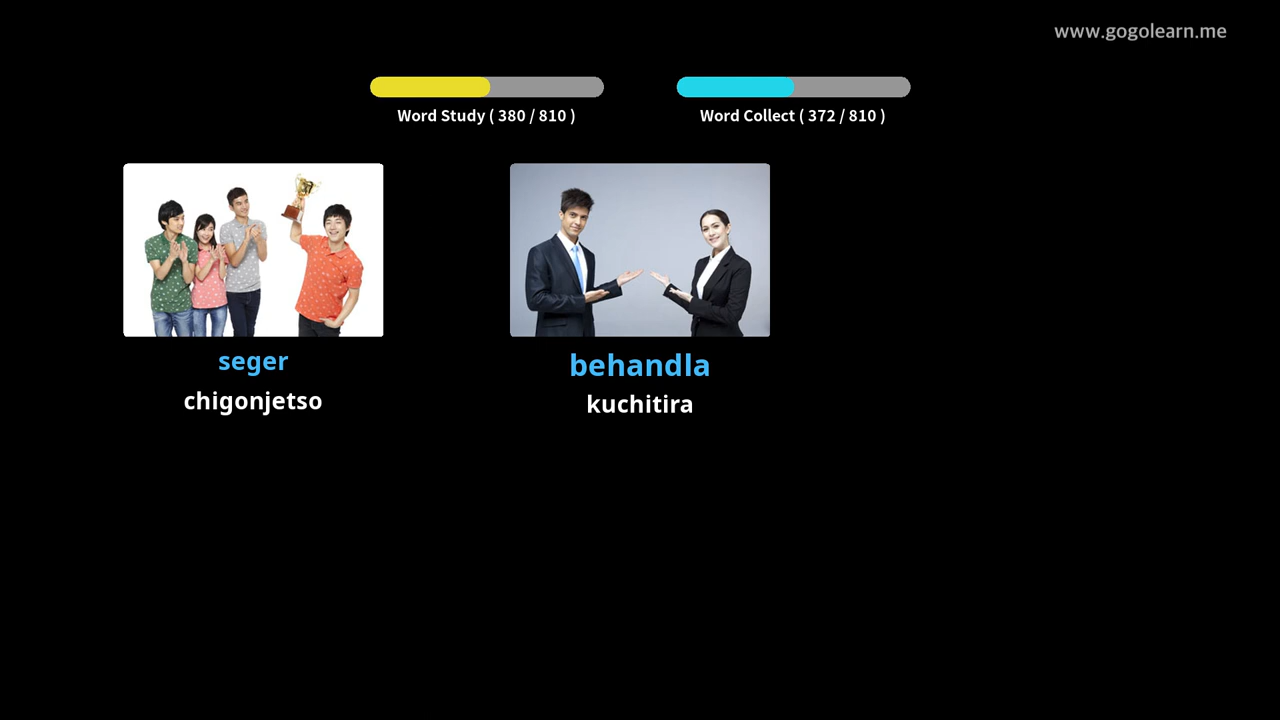 www.gogolearn.me
Word Study ( 380 / 810 )
Word Collect ( 372 / 810 )
seger
chigonjetso
behandla
kuchitira